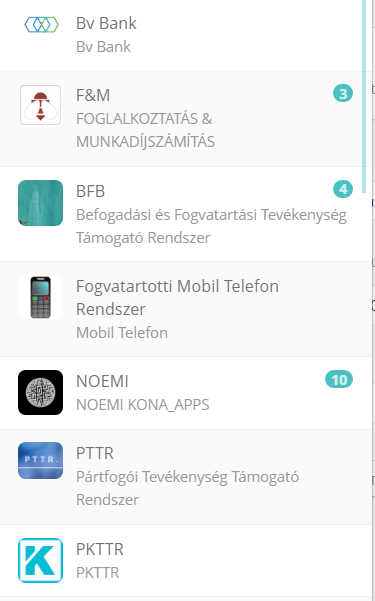 Bv Bank
Bv Bank
F&M
3
FOGLALKOZTATÁS &
MUNKADÍJSZÁMÍTÁS
BFB
4
Befogadási és Fogvatartási Tevékenység
Támogató Rendszer
Fogvatartotti Mobil Telefon
Rendszer
Mobil Telefon
NOEMI
10
NOEMI KONA_APPS
PTTR.
PTTR
Pártfogói Tevékenység Támogató
Rendszer
K
PKTTR
PKTTR